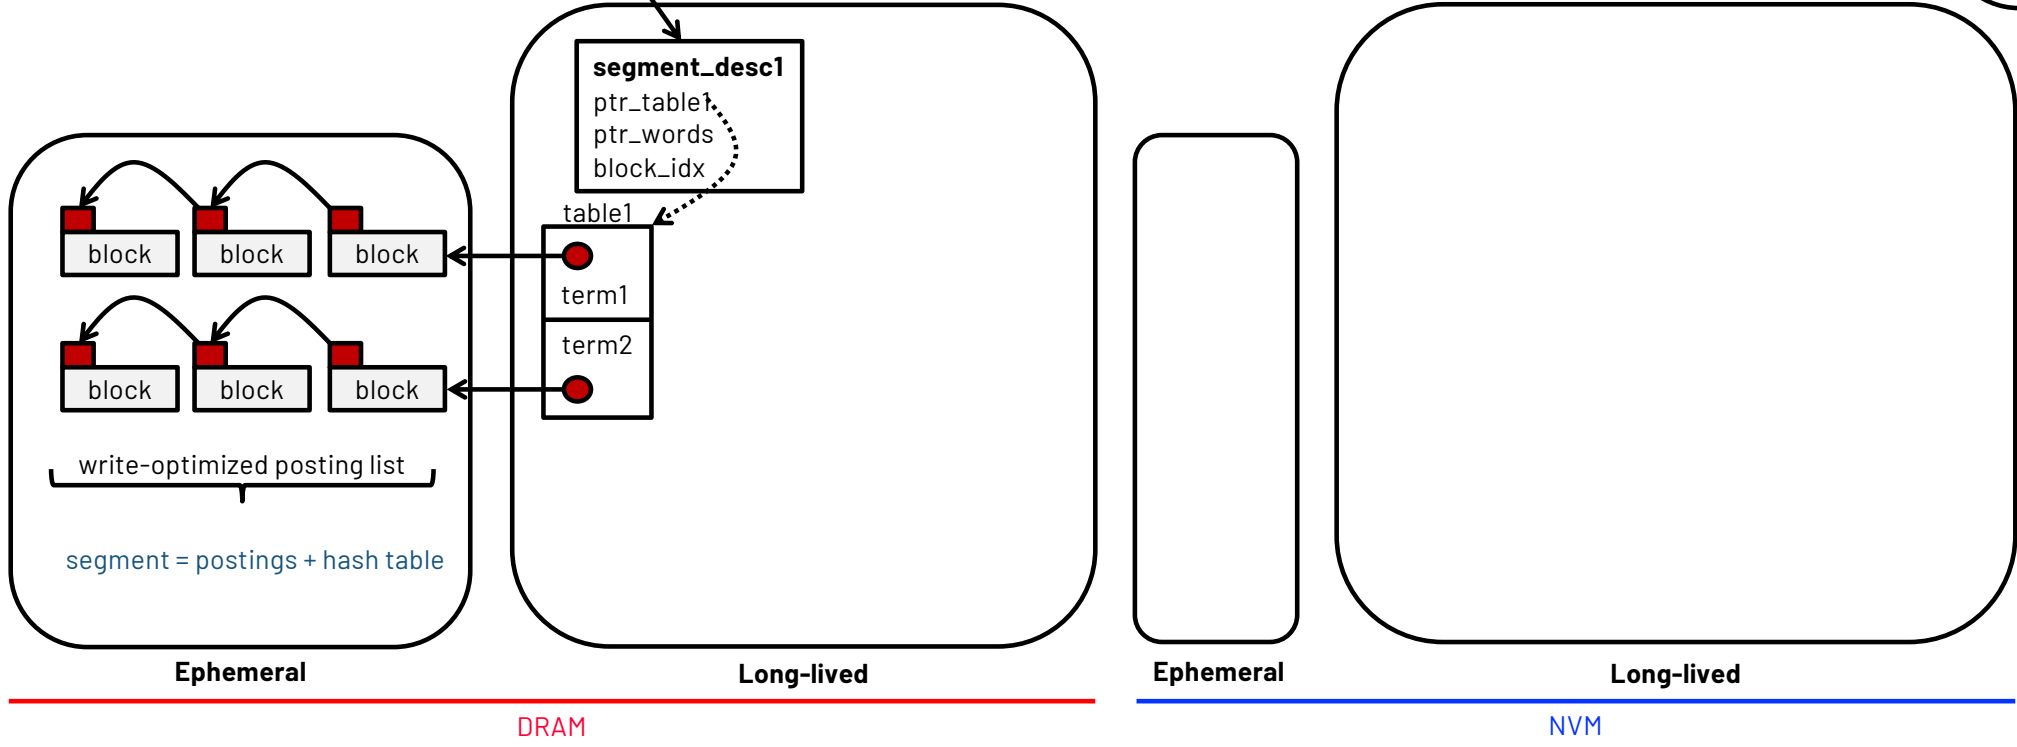 segment_desc1
ptr_table1
ptr_words
block_idx
table1
block block block
term1
term2
block block block
write-optimized posting list
segment = postings + hash table
Ephemeral Long-lived Ephemeral Long-lived
DRAM NVM